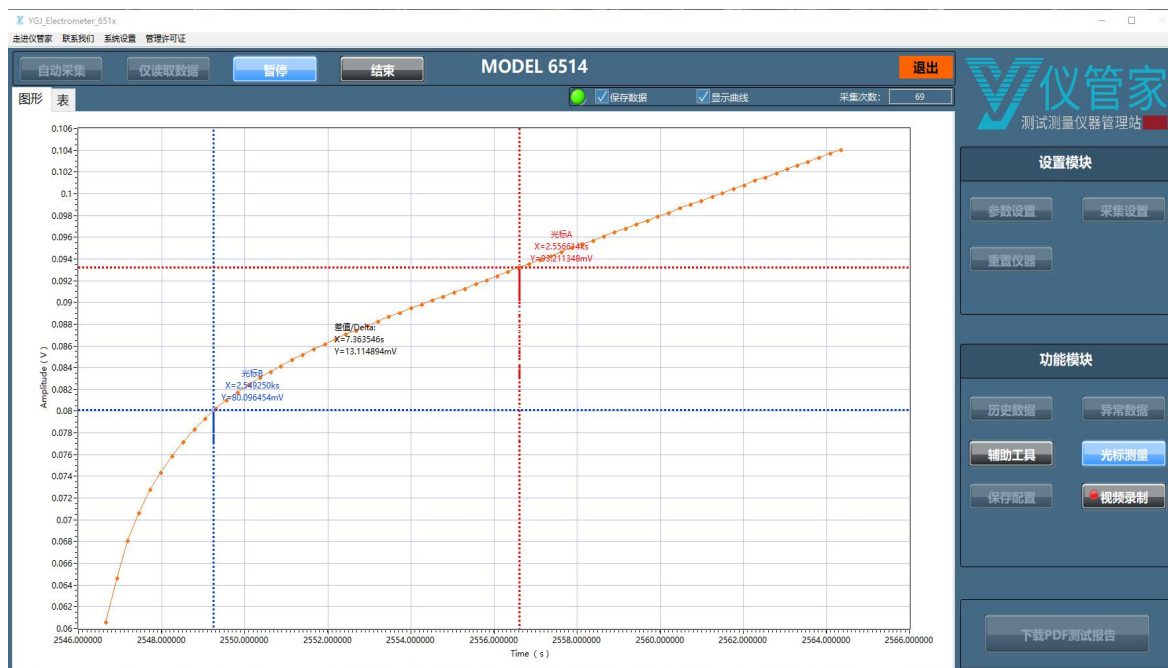 YGJ_Electrometer_651x
走进仪管家 联系我们 系统设置 管理许可证
自动采集 仅读取数据 暂停 结束 MODEL 6514 退出
图形 表 保存数据 显示曲线 采集次数: 69
仪管家
测试测量仪器管理站
设置模块
参数设置 采集设置
重置仪器
功能模块
历史数据 异常数据
辅助工具 光标测量
保存配置 视频录制
下载PDF测试报告
Amplitude (V)
0.106
0.104
0.102
0.1
0.098
0.096
0.094
0.092
0.09
0.088
0.086
0.084
0.082
0.08
0.078
0.076
0.074
0.072
0.07
0.068
0.066
0.064
0.062
0.06
光标A
X=2.556614ks
Y=93.211348mV
差值/Delta:
X=7.363546s
Y=13.114894mV
光标B
X=2.549250ks
Y=80.096454mV
2546.000000 2548.000000 2550.000000 2552.000000 2554.000000 2556.000000 2558.000000 2560.000000 2562.000000 2564.000000 2566.000000
Time (s)